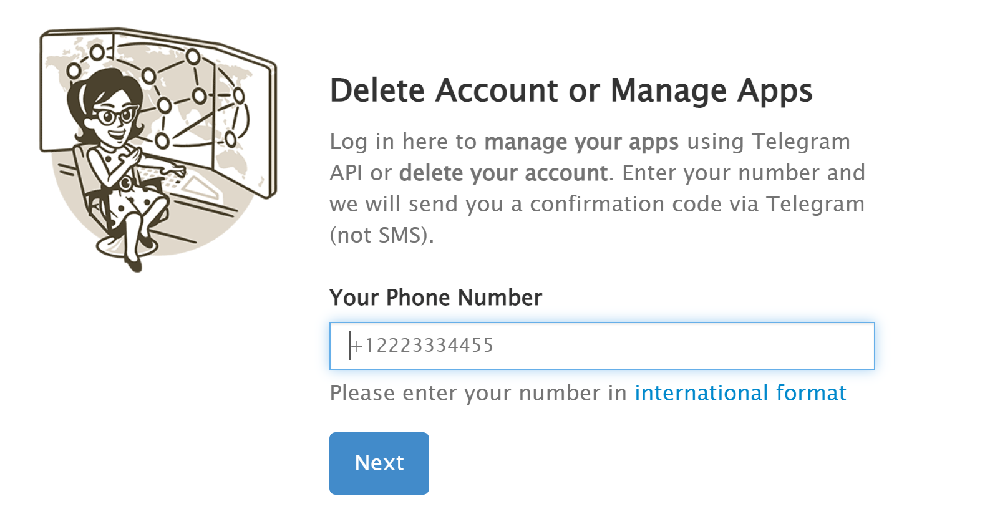 Delete Account or Manage Apps
Log in here to manage your apps using Telegram
API or delete your account. Enter your number and
we will send you a confirmation code via Telegram
(not SMS).
Your Phone Number
+12223334455
Please enter your number in international format
Next